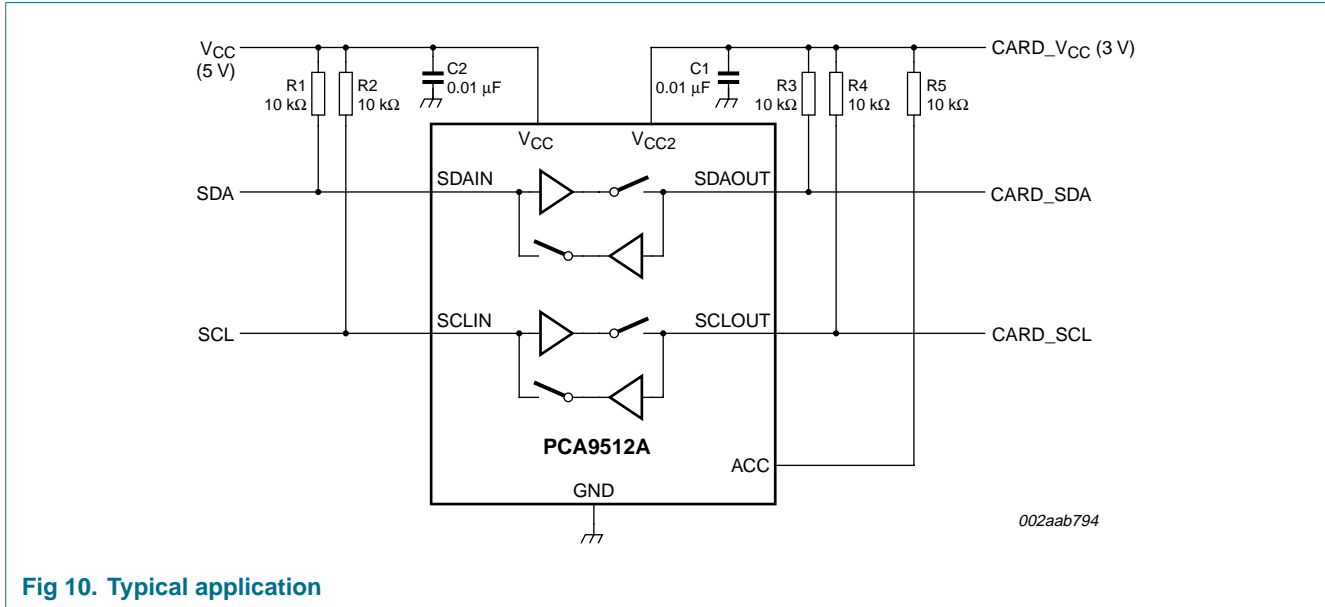 VCC
(5 V)
R1
10 kΩ
R2
10 kΩ
C2
0.01 μF
C1
0.01 μF
R3
10 kΩ
R4
10 kΩ
R5
10 kΩ
CARD_VCC (3 V)
VCC
VCC2
SDA
SDAIN
SDAOUT
CARD_SDA
SCL
SCLIN
SCLOUT
CARD_SCL
PCA9512A
ACC
GND
002aab794
Fig 10. Typical application